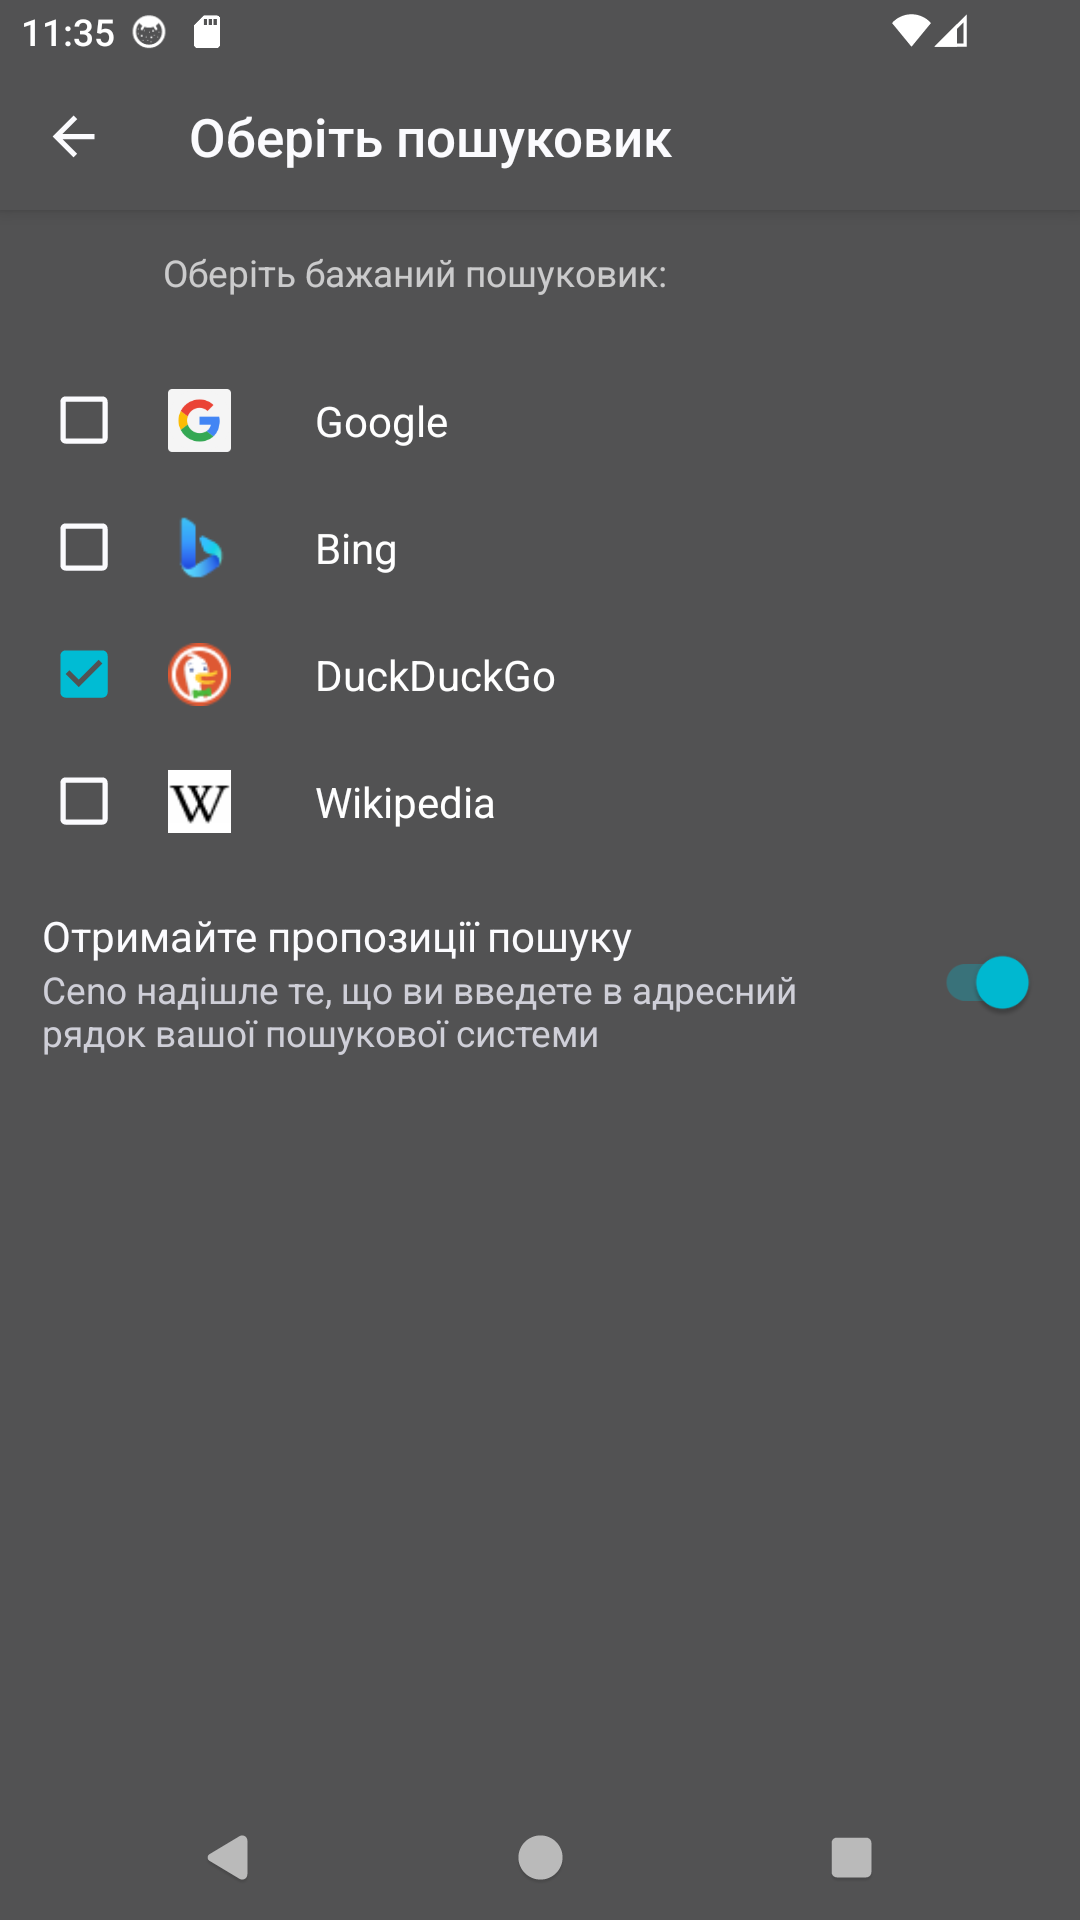 11:35
Оберіть пошуковик
Оберіть бажаний пошуковик:
Google
Bing
DuckDuckGo
W
Wikipedia
Отримайте пропозиції пошуку
Ceno надішле те, що ви введете в адресний
рядок вашої пошукової системи